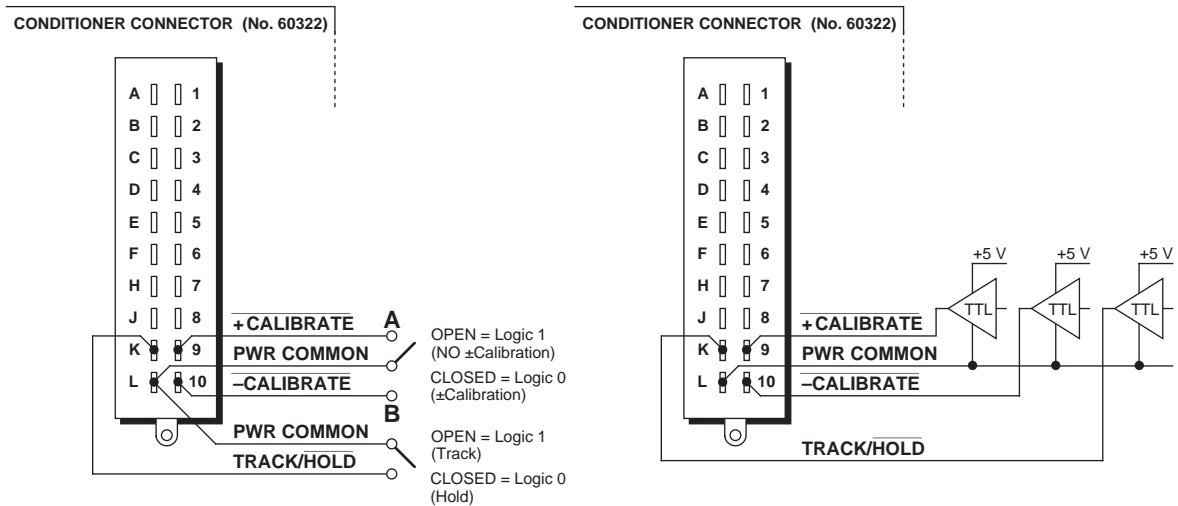 CONDITIONER CONNECTOR (No. 60322)
A 1
B 2
C 3
D 4
E 5
F 6
H 7
J 8
K 9
L 10
+CALIBRATE
A
PWR COMMON
–CALIBRATE
B
OPEN = Logic 1
(NO ±Calibration)
CLOSED = Logic 0
(±Calibration)
PWR COMMON
TRACK/HOLD
OPEN = Logic 1
(Track)
CLOSED = Logic 0
(Hold)
CONDITIONER CONNECTOR (No. 60322)
A 1
B 2
C 3
D 4
E 5
F 6
H 7
J 8
K 9
L 10
+5 V +5 V +5 V
TTL TTL TTL
+CALIBRATE
PWR COMMON
–CALIBRATE
TRACK/HOLD